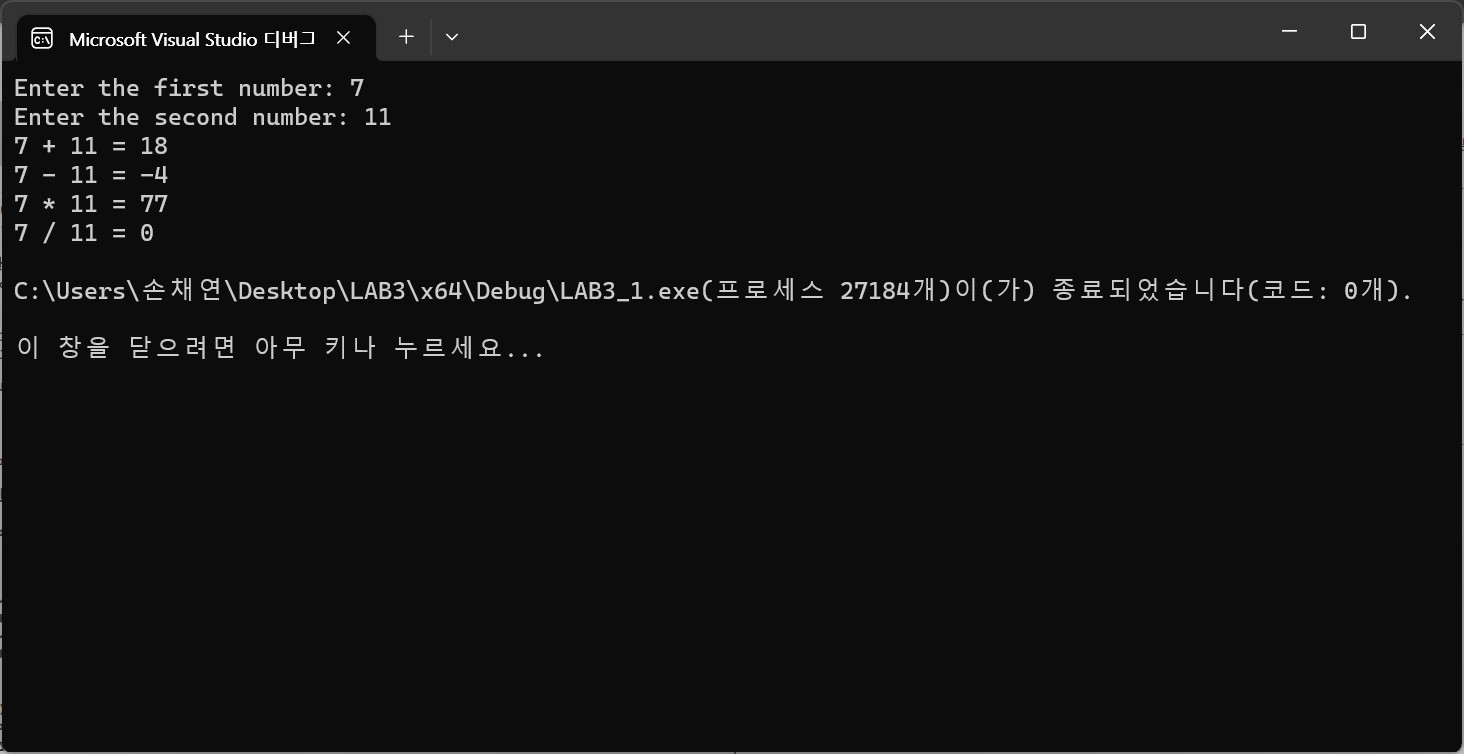 Microsoft Visual Studio 디버그
Enter the first number: 7
Enter the second number: 11
7 + 11 = 18
7 - 11 = -4
7 * 11 = 77
7 / 11 = 0
C:\Users\손채연\Desktop\LAB3\x64\Debug\LAB3_1.exe(프로세스 27184개)이(가) 종료되었습니다(코드: 0개).
이 창을 닫으려면 아무 키나 누르세요...